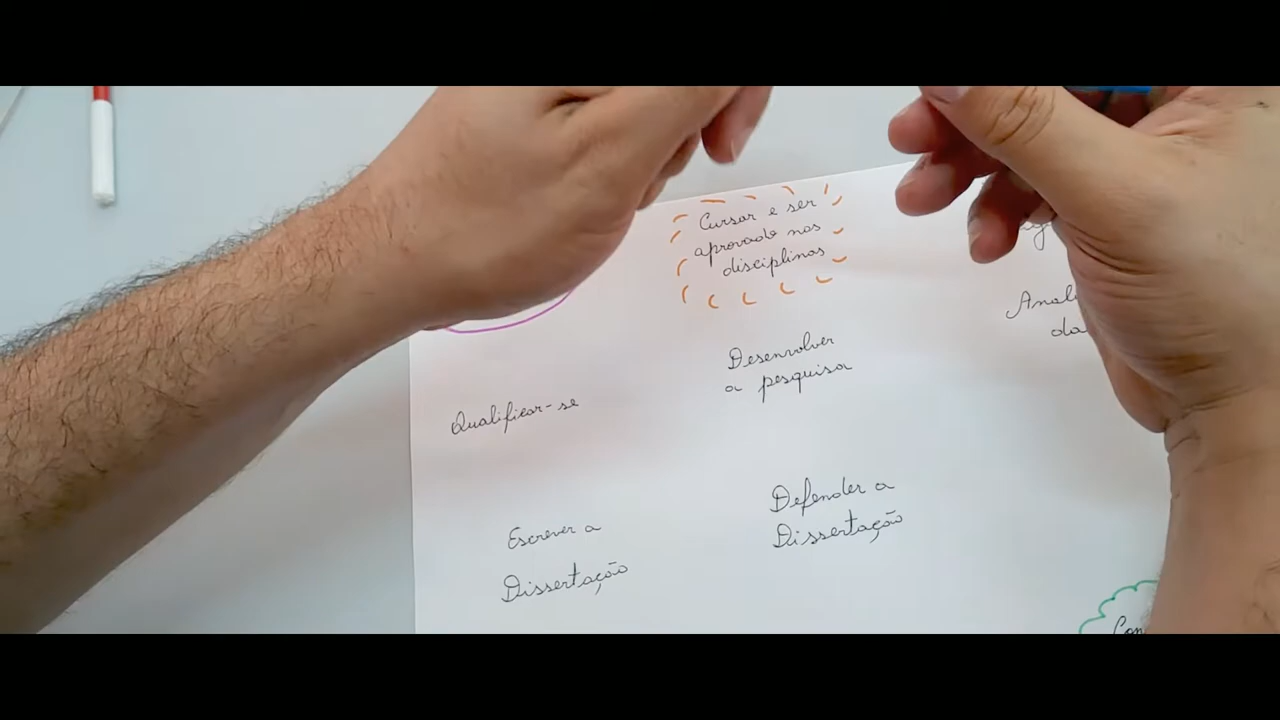 Cursar e ser
aprovado nas
disciplinas
Desenvolver
a pesquisa
Qualificar-se
Defender a
Dissertação
Escrever a
Dissertação